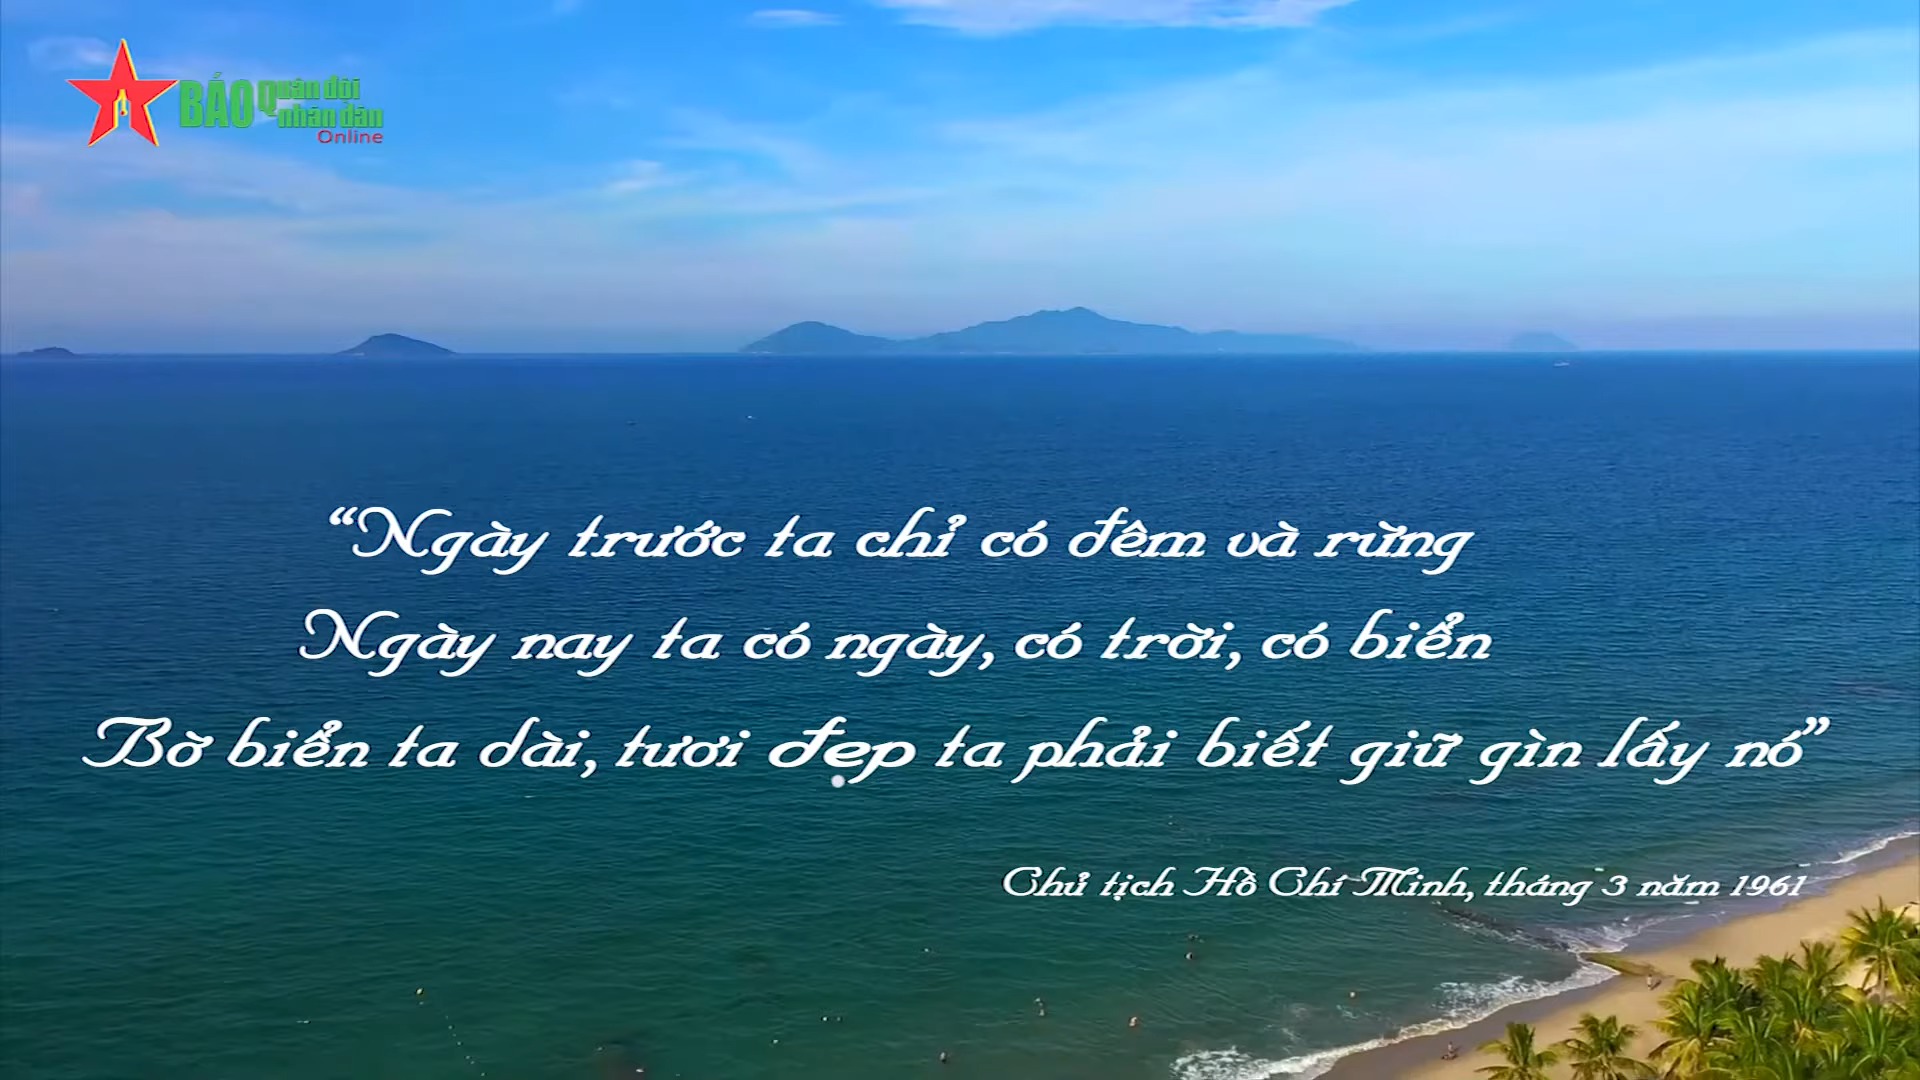 BÁO Quân đội
nhân dân
Online
“Ngày trước ta chỉ có đêm và rừng
Ngày nay ta có ngày, có trời, có biển
Bờ biển ta dài, tươi đẹp ta phải biết giữ gìn lấy nó”
Chủ tịch Hồ Chí Minh, tháng 3 năm 1961